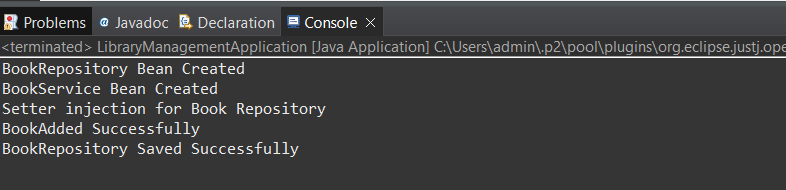 Problems @ Javadoc Declaration Console
<terminated> LibraryManagementApplication [Java Application] C:\Users\admin\.p2\pool\plugins\org.eclipse.justj.ope
BookRepository Bean Created
BookService Bean Created
Setter injection for Book Repository
BookAdded Successfully
BookRepository Saved Successfully